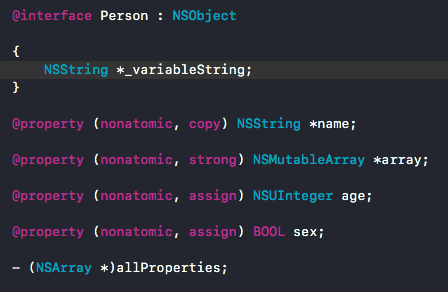 @interface Person : NSObject
{
NSString *_variableString;
}
@property (nonatomic, copy) NSString *name;
@property (nonatomic, strong) NSMutableArray *array;
@property (nonatomic, assign) NSUInteger age;
@property (nonatomic, assign) BOOL sex;
- (NSArray *)allProperties;